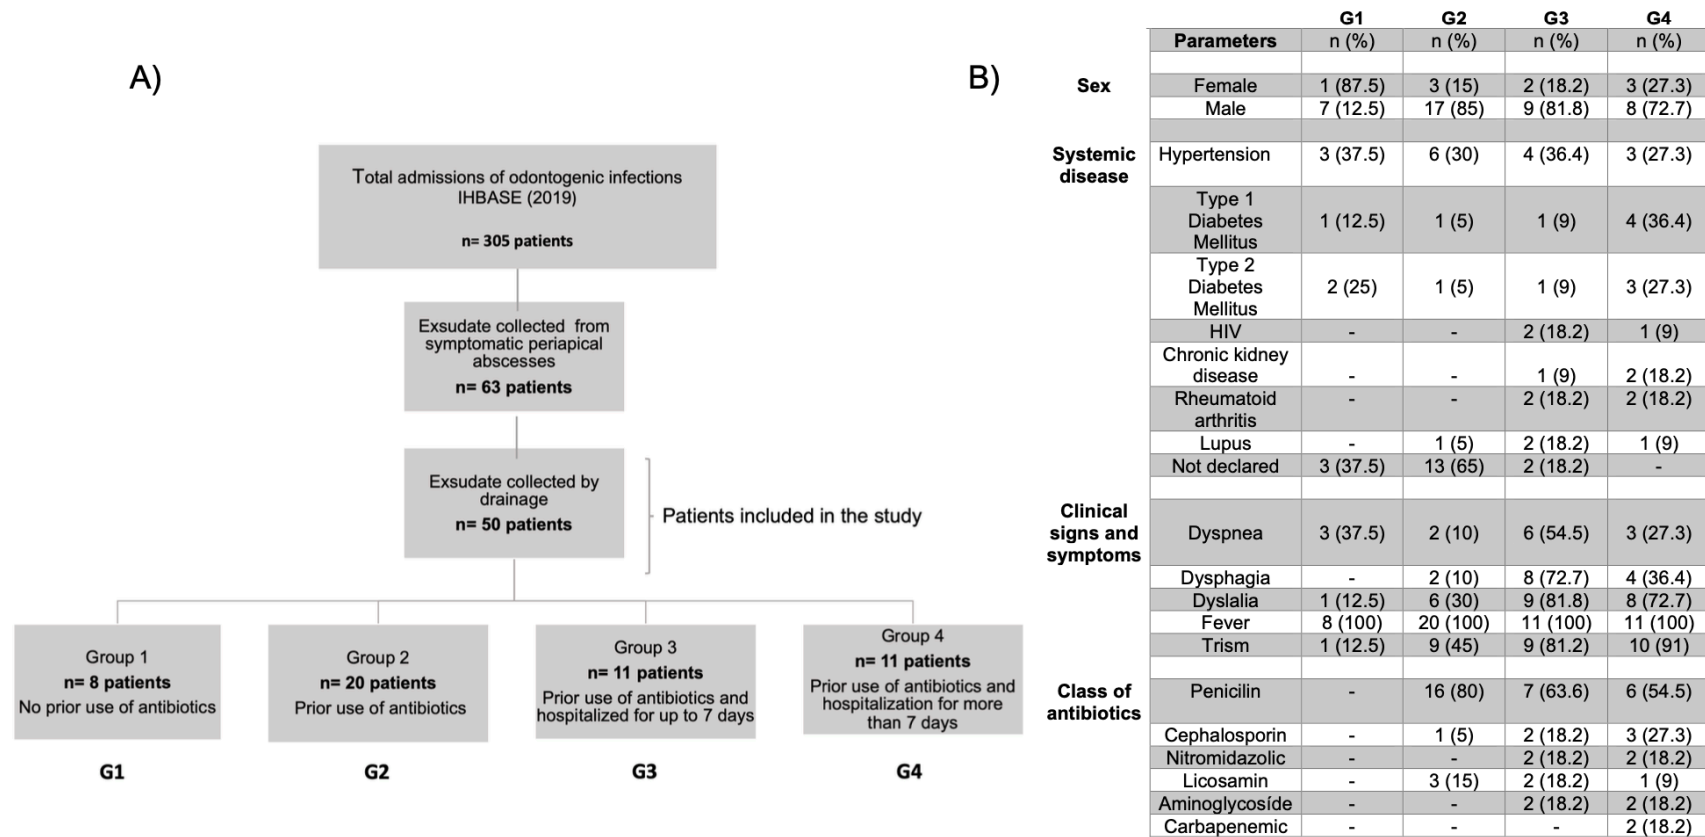 A)
Total admissions of odontogenic infections
IHBASE (2019)
n= 305 patients
Exsudate collected from
symptomatic periapical
abscesses
n= 63 patients
Exsudate collected by
drainage
n= 50 patients
Patients included in the study
Group 1
n= 8 patients
No prior use of antibiotics
G1
Group 2
n= 20 patients
Prior use of antibiotics
G2
Group 3
n= 11 patients
Prior use of antibiotics and
hospitalized for up to 7 days
G3
Group 4
n= 11 patients
Prior use of antibiotics and
hospitalization for more
than 7 days
G4
B)
G1 G2 G3 G4
Parameters n (%) n (%) n (%) n (%)
Sex Female 1 (87.5) 3 (15) 2 (18.2) 3 (27.3)
Male 7 (12.5) 17 (85) 9 (81.8) 8 (72.7)
Systemic Hypertension 3 (37.5) 6 (30) 4 (36.4) 3 (27.3)
disease
Type 1
Diabetes 1 (12.5) 1 (5) 1 (9) 4 (36.4)
Mellitus
Type 2
Diabetes 2 (25) 1 (5) 1 (9) 3 (27.3)
Mellitus
HIV - - 2 (18.2) 1 (9)
Chronic kidney
disease - - 1 (9) 2 (18.2)
Rheumatoid - - 2 (18.2) 2 (18.2)
arthritis
Lupus - 1 (5) 2 (18.2) 1 (9)
Not declared 3 (37.5) 13 (65) 2 (18.2) -
Clinical
signs and Dyspnea 3 (37.5) 2 (10) 6 (54.5) 3 (27.3)
symptoms
Dysphagia - 2 (10) 8 (72.7) 4 (36.4)
Dyslalia 1 (12.5) 6 (30) 9 (81.8) 8 (72.7)
Fever 8 (100) 20 (100) 11 (100) 11 (100)
Trism 1 (12.5) 9 (45) 9 (81.2) 10 (91)
Class of Penicilin - 16 (80) 7 (63.6) 6 (54.5)
antibiotics
Cephalosporin - 1 (5) 2 (18.2) 3 (27.3)
Nitromidazolic - - 2 (18.2) 2 (18.2)
Licosamin - 3 (15) 2 (18.2) 1 (9)
Aminoglycosíde - - 2 (18.2) 2 (18.2)
Carbapenemic - - - 2 (18.2)